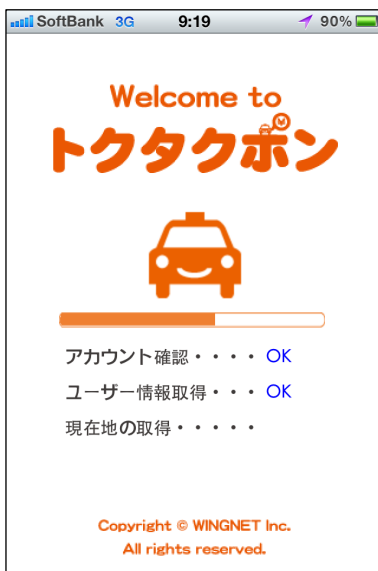 SoftBank 3G 9:19 90%
Welcome to
トクタクポン
アカウント確認・・・・ OK
ユーザー情報取得・・・ OK
現在地の取得・・・・・
Copyright © WINGNET Inc.
All rights reserved.